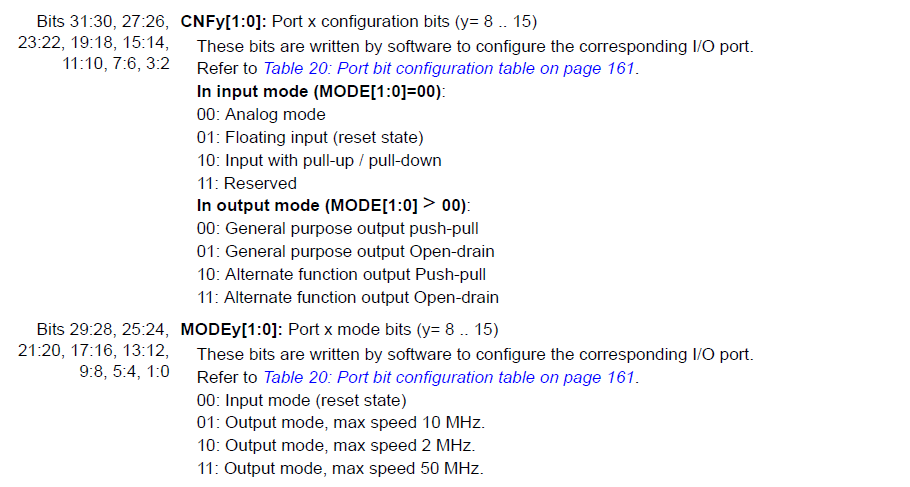 Bits 31:30, 27:26, 23:22, 19:18, 15:14, 11:10, 7:6, 3:2
CNFy[1:0]: Port x configuration bits (y= 8 .. 15)
These bits are written by software to configure the corresponding I/O port.
Refer to Table 20: Port bit configuration table on page 161.
In input mode (MODE[1:0]=00):
00: Analog mode
01: Floating input (reset state)
10: Input with pull-up / pull-down
11: Reserved
In output mode (MODE[1:0] > 00):
00: General purpose output push-pull
01: General purpose output Open-drain
10: Alternate function output Push-pull
11: Alternate function output Open-drain
Bits 29:28, 25:24, 21:20, 17:16, 13:12, 9:8, 5:4, 1:0
MODEy[1:0]: Port x mode bits (y= 8 .. 15)
These bits are written by software to configure the corresponding I/O port.
Refer to Table 20: Port bit configuration table on page 161.
00: Input mode (reset state)
01: Output mode, max speed 10 MHz.
10: Output mode, max speed 2 MHz.
11: Output mode, max speed 50 MHz.